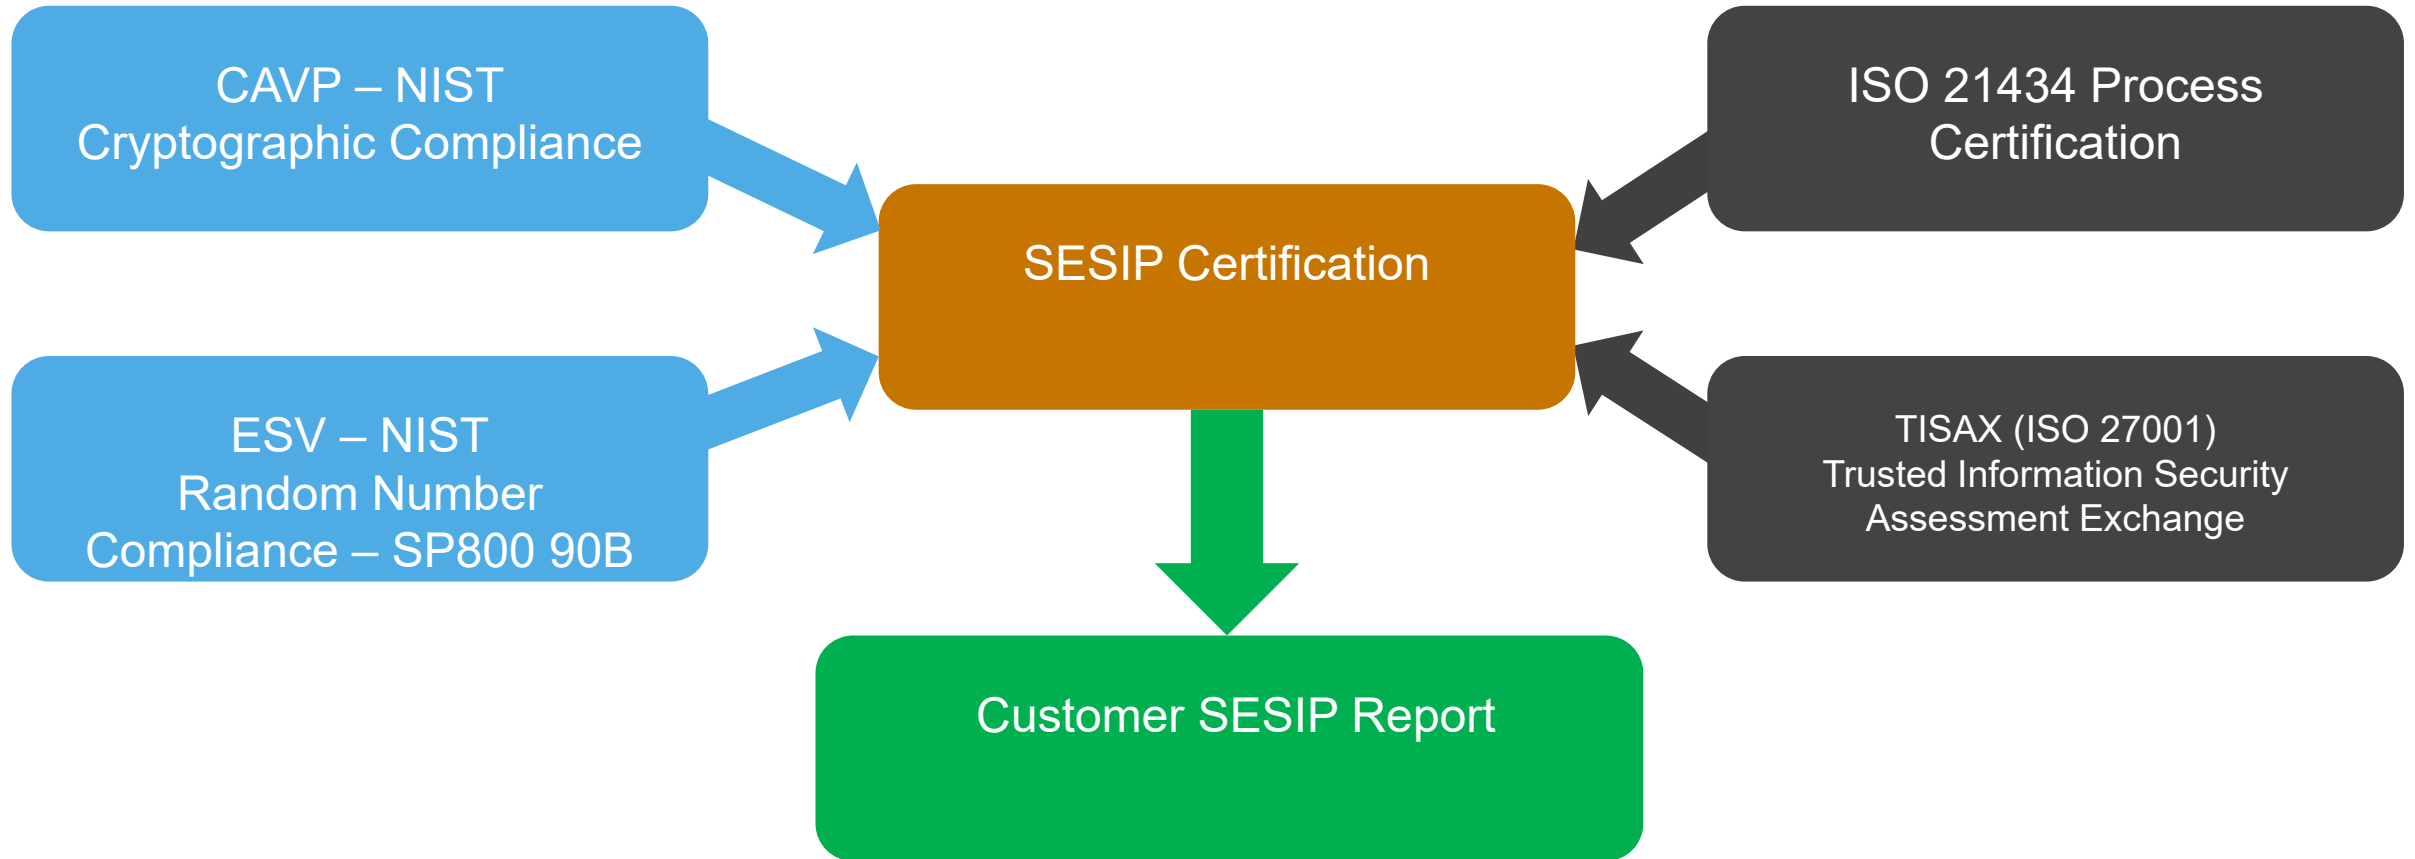 CAVP – NIST
Cryptographic Compliance
ISO 21434 Process
Certification
SESIP Certification
ESV – NIST
Random Number
Compliance – SP800 90B
TISAX (ISO 27001)
Trusted Information Security
Assessment Exchange
Customer SESIP Report